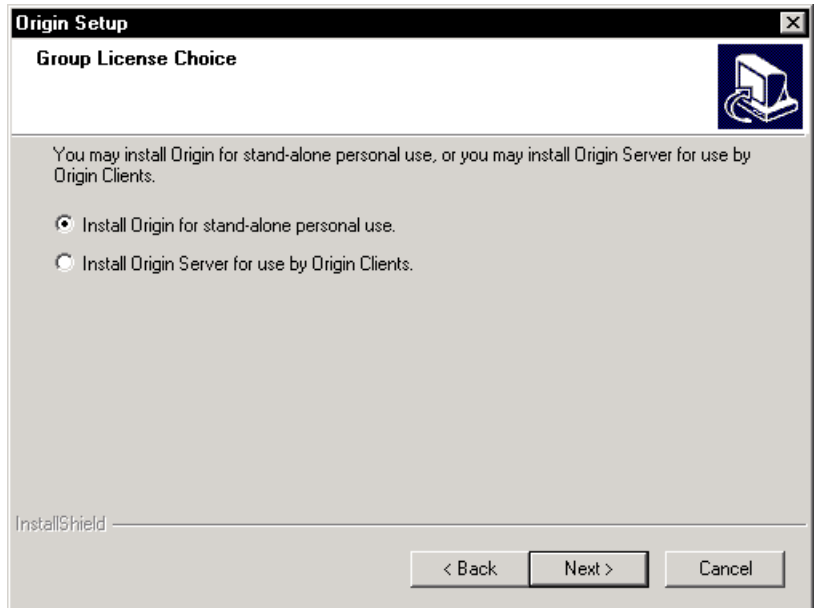 Origin Setup
Group License Choice
You may install Origin for stand-alone personal use, or you may install Origin Server for use by
Origin Clients.
Install Origin for stand-alone personal use.
Install Origin Server for use by Origin Clients.
InstallShield
< Back Next > Cancel